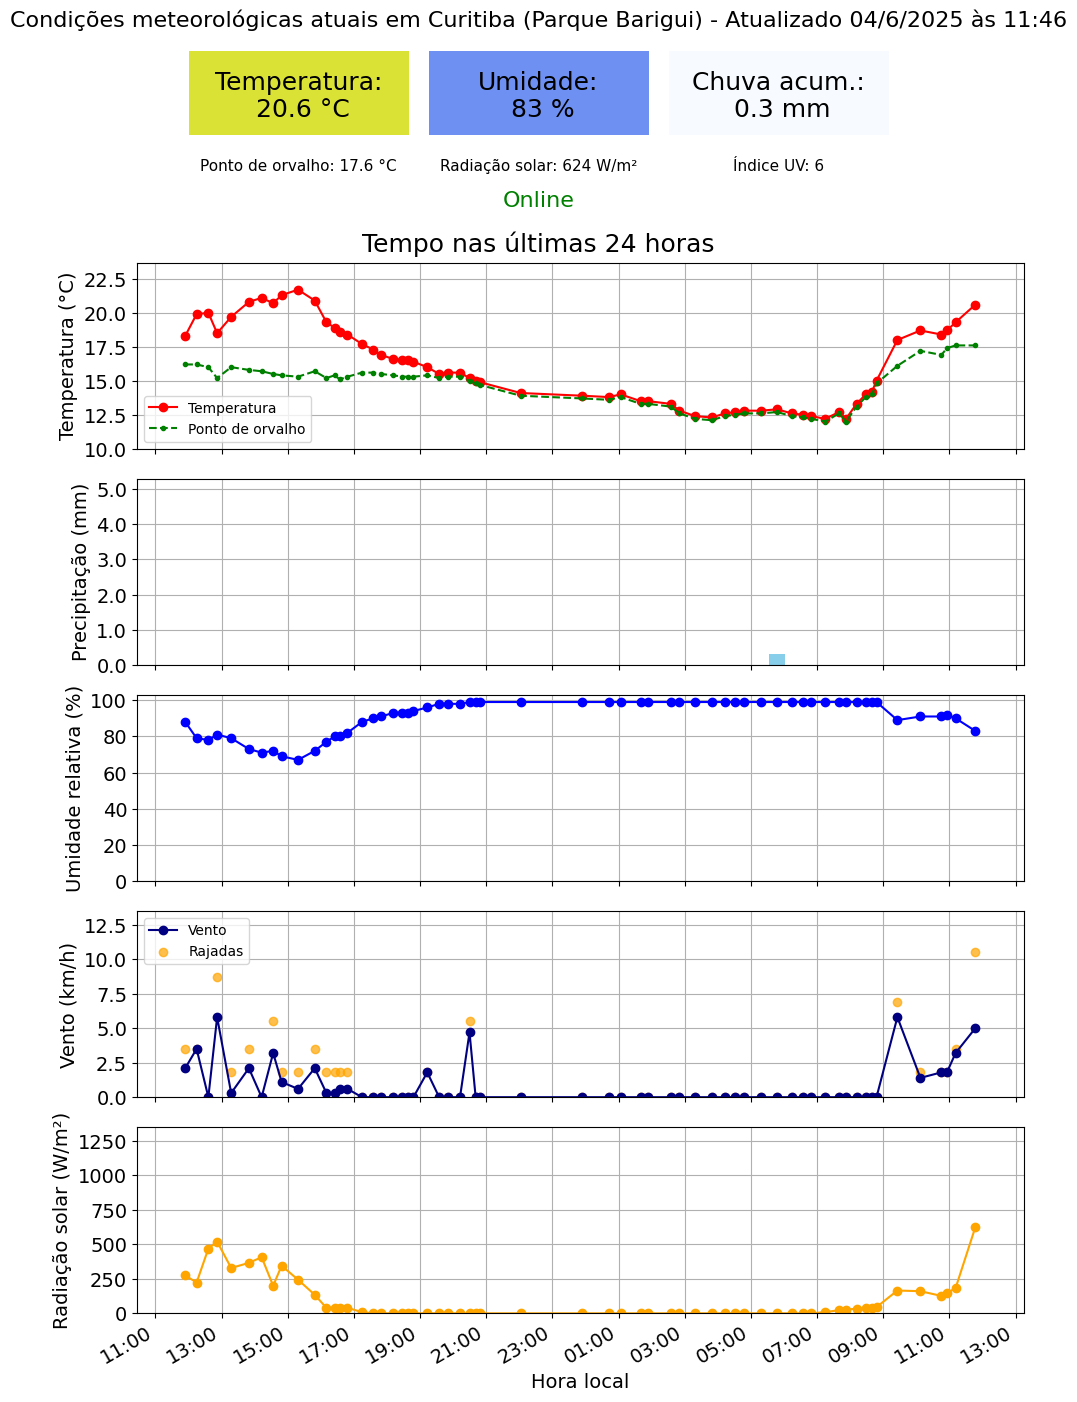 Condições meteorológicas atuais em Curitiba (Parque Barigui) - Atualizado 04/6/2025 às 11:46
Temperatura:
20.6 °C
Umidade:
83 %
Chuva acum.:
0.3 mm
Ponto de orvalho: 17.6 °C
Radiação solar: 624 W/m²
Índice UV: 6
Online
Tempo nas últimas 24 horas
Temperatura (°C)
22.5
20.0
17.5
15.0
12.5
10.0
Temperatura
Ponto de orvalho
Precipitação (mm)
5.0
4.0
3.0
2.0
1.0
0.0
Umidade relativa (%)
100
80
60
40
20
0
Vento (km/h)
12.5
10.0
7.5
5.0
2.5
0.0
Vento
Rajadas
Radiação solar (W/m²)
1250
1000
750
500
250
0
11:00
13:00
15:00
17:00
19:00
21:00
23:00
01:00
03:00
05:00
07:00
09:00
11:00
13:00
Hora local